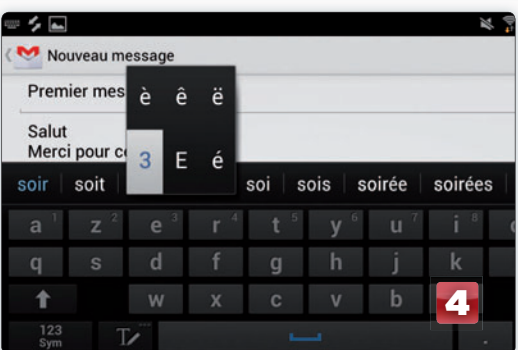 Nouveau message
Premier mes
è ê ë
Salut
Merci pour c
3 E é
soir soit soi sois soirée soirées
a 1 z 2 e 3 r 4 t 5 y 6 u 7 i 8
q s d f g h j k
w x c v b 4
123
Sym T .